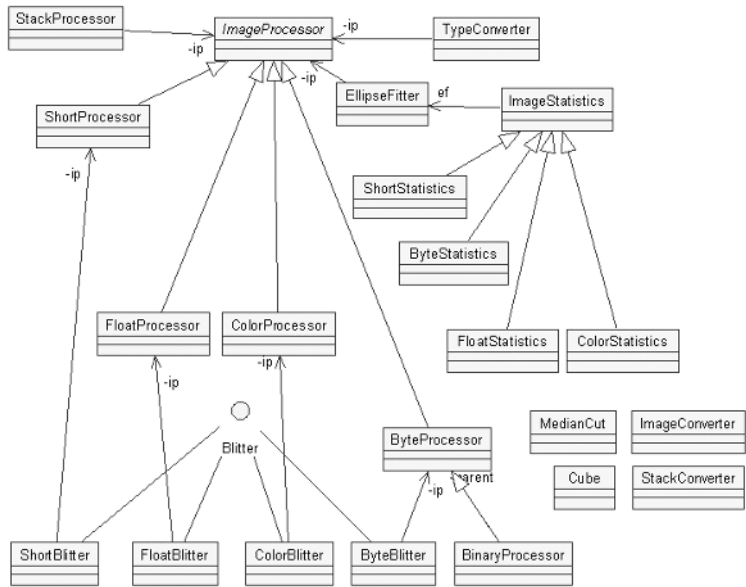 StackProcessor
ImageProcessor
TypeConverter
-ip
-ip
-ip
EllipseFitter
ef
ImageStatistics
ShortProcessor
-ip
ShortStatistics
ByteStatistics
FloatProcessor
ColorProcessor
FloatStatistics
ColorStatistics
-ip
-ip
Blitter
ByteProcessor
MedianCut
ImageConverter
-parent
-ip
Cube
StackConverter
ShortBlitter
FloatBlitter
ColorBlitter
ByteBlitter
BinaryProcessor